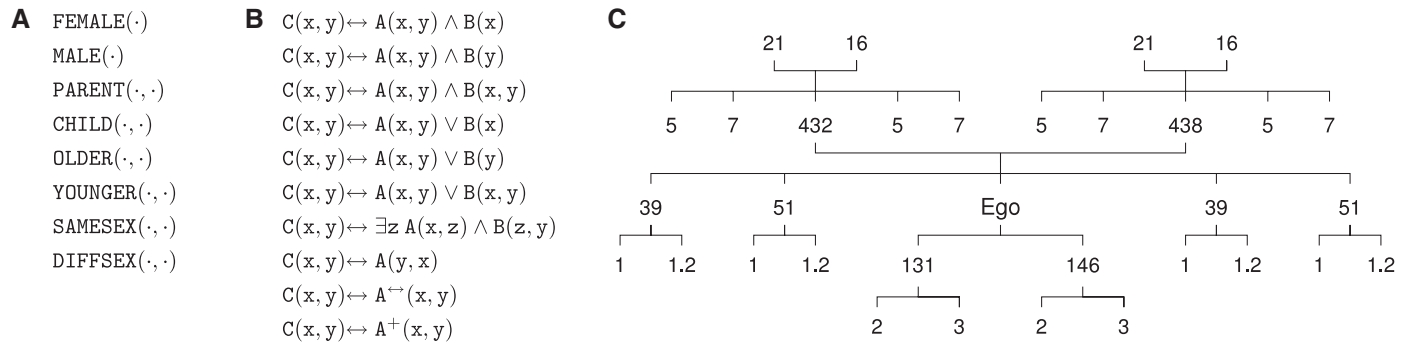 A
FEMALE(·)
MALE(·)
PARENT(·,·)
CHILD(·,·)
OLDER(·,·)
YOUNGER(·,·)
SAMESEX(·,·)
DIFFSEX(·,·)
B
C(x,y)↔ A(x,y) ∧ B(x)
C(x,y)↔ A(x,y) ∧ B(y)
C(x,y)↔ A(x,y) ∧ B(x,y)
C(x,y)↔ A(x,y) ∨ B(x)
C(x,y)↔ A(x,y) ∨ B(y)
C(x,y)↔ A(x,y) ∨ B(x,y)
C(x,y)↔ ∃z A(x,z) ∧ B(z,y)
C(x,y)↔ A(y,x)
C(x,y)↔ A↔(x,y)
C(x,y)↔ A+(x,y)
C
21 16 21 16
5 7 432 5 7 5 7 438 5 7
39 51 Ego 39 51
1 1.2 1 1.2 131 146 1 1.2 1 1.2
2 3 2 3